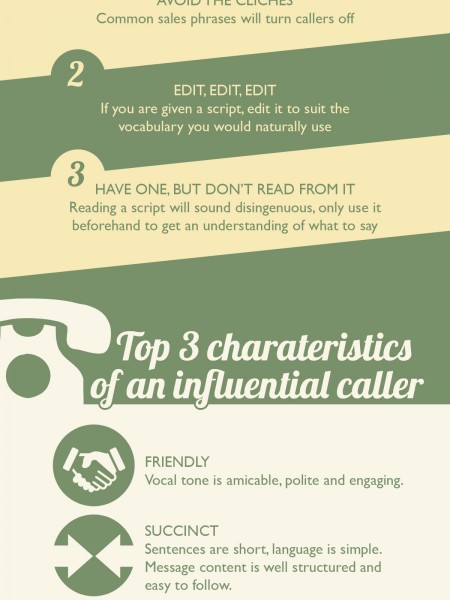 AVOID THE CLICHES
Common sales phrases will turn callers off
2
EDIT, EDIT, EDIT
If you are given a script, edit it to suit the
vocabulary you would naturally use
3
HAVE ONE, BUT DON'T READ FROM IT
Reading a script will sound disingenuous, only use it
beforehand to get an understanding of what to say
Top 3 charateristics
of an influential caller
FRIENDLY
Vocal tone is amicable, polite and engaging.
SUCCINCT
Sentences are short, language is simple.
Message content is well structured and
easy to follow.